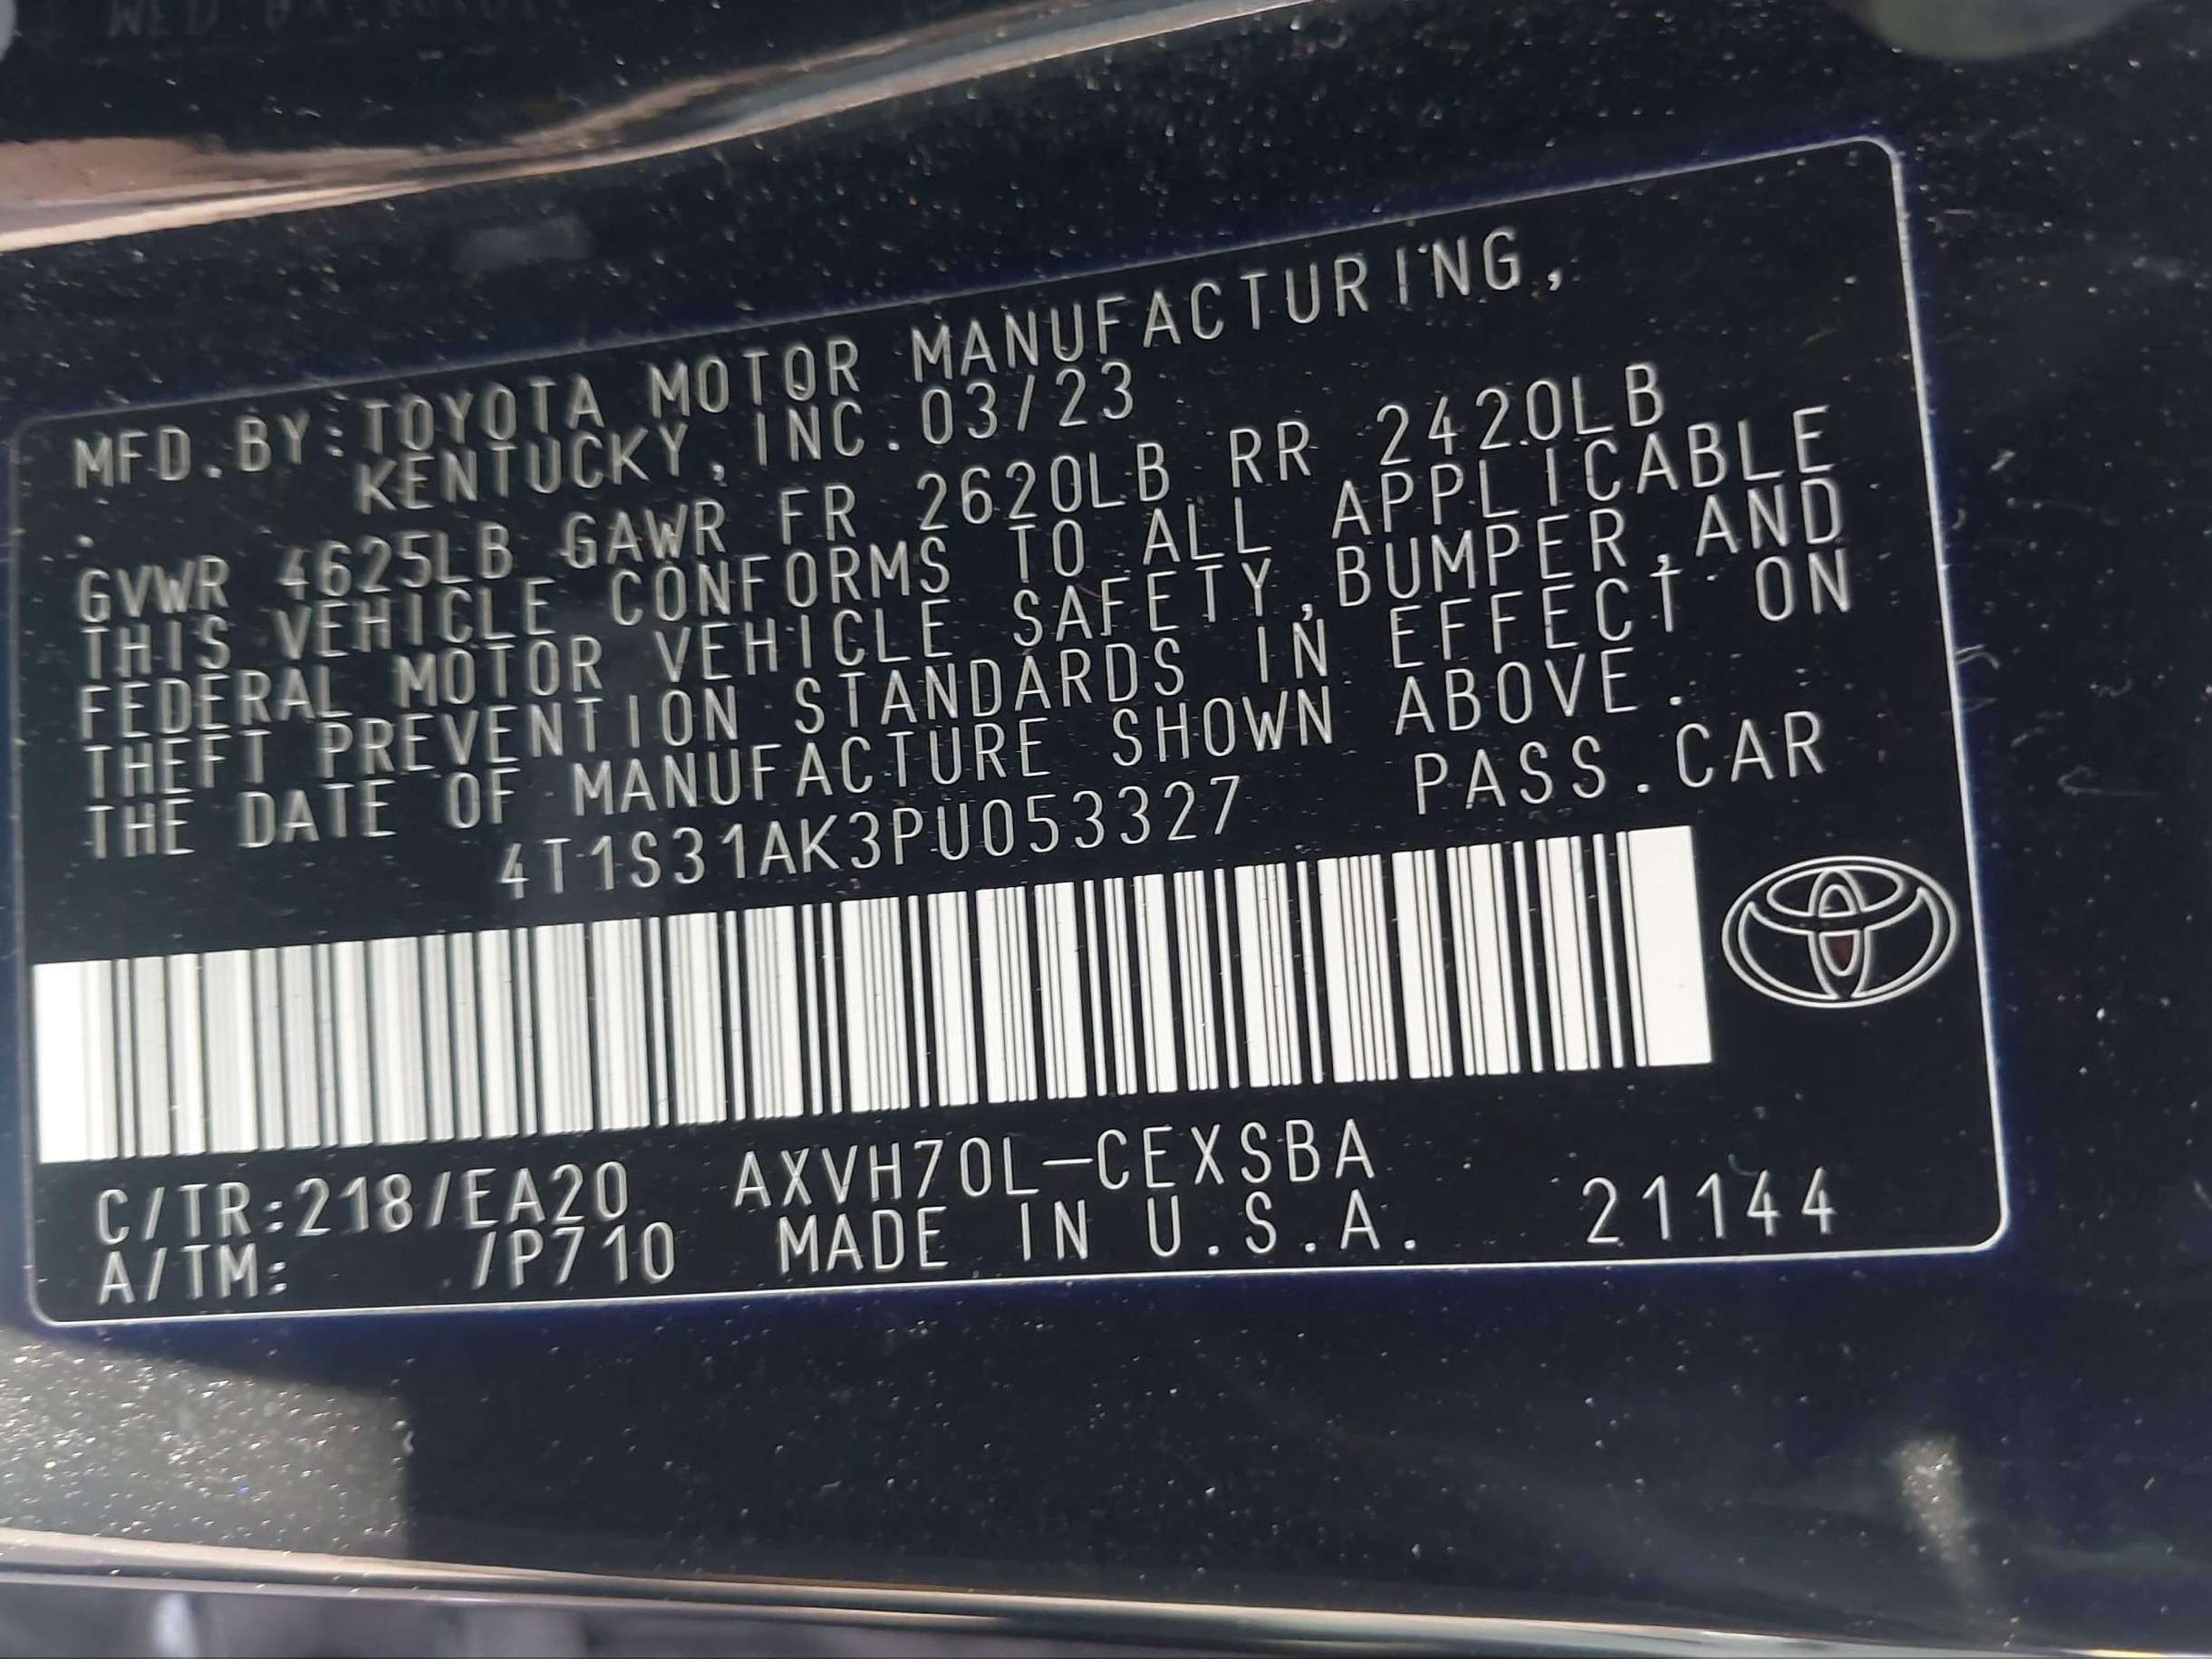 MFD.BY:TOYOTA MOTOR MANUFACTURING,
KENTUCKY, INC. 03/23
GVWR 4625LB GAWR FR 2620LB RR 2420LB
THIS VEHICLE CONFORMS TO ALL APPLICABLE
FEDERAL MOTOR VEHICLE SAFETY,BUMPER,AND
THEFT PREVENTION STANDARDS IN EFFECT ON
THE DATE OF MANUFACTURE SHOWN ABOVE.
4T1S31AK3PU053327 PASS.CAR
C/TR:218/EA20 AXVH70L-CEXSBA
A/TM: /P710 MADE IN U.S.A. 21144